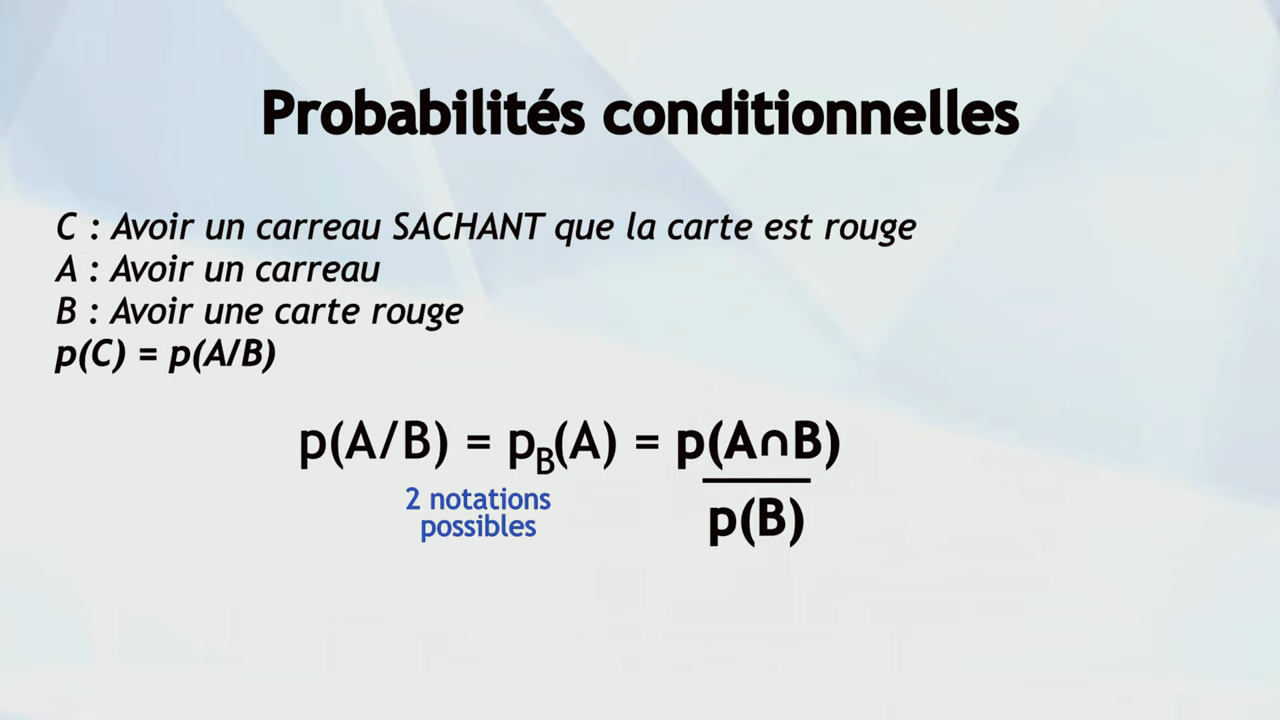 Probabilités conditionnelles
C : Avoir un carreau SACHANT que la carte est rouge
A : Avoir un carreau
B : Avoir une carte rouge
p(C) = p(A/B)
p(A/B) = p_B(A) = p(A∩B)
p(B)
2 notations
possibles